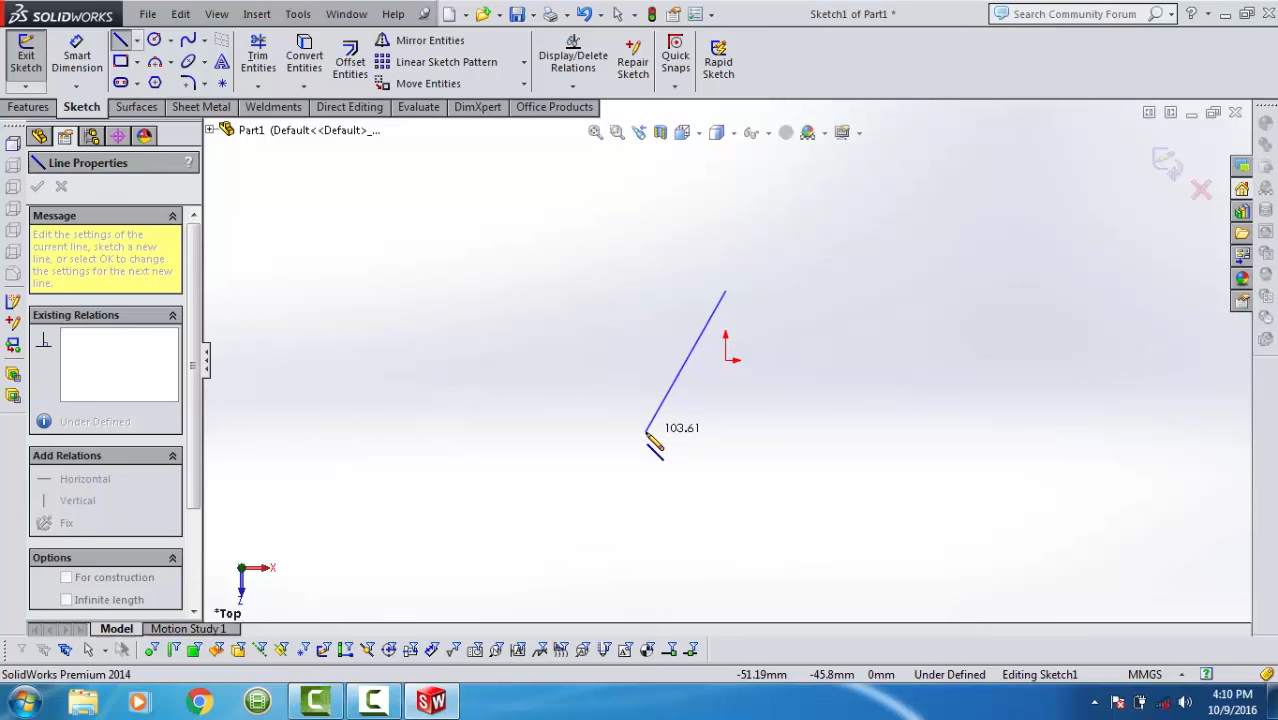 SOLIDWORKS File Edit View Insert Tools Window Help Sketch1 of Part1 * Search Community Forum
Exit Sketch
Smart Dimension
Trim Entities
Convert Entities
Offset Entities
Mirror Entities
Linear Sketch Pattern
Move Entities
Display/Delete Relations
Repair Sketch
Quick Snaps
Rapid Sketch
Features Sketch Surfaces Sheet Metal Weldments Direct Editing Evaluate DimXpert Office Products
Part1 (Default<<Default>_...
Line Properties ?
Message
Edit the settings of the
current line, sketch a new
line, or select OK to change
the settings for the next new
line.
Existing Relations
Under Defined
Add Relations
Horizontal
Vertical
Fix
Options
For construction
Infinite length
103.61
X
Z
*Top
Model Motion Study 1
SolidWorks Premium 2014 -51.19mm -45.8mm 0mm Under Defined Editing Sketch1 MMGS
4:10 PM
10/9/2016